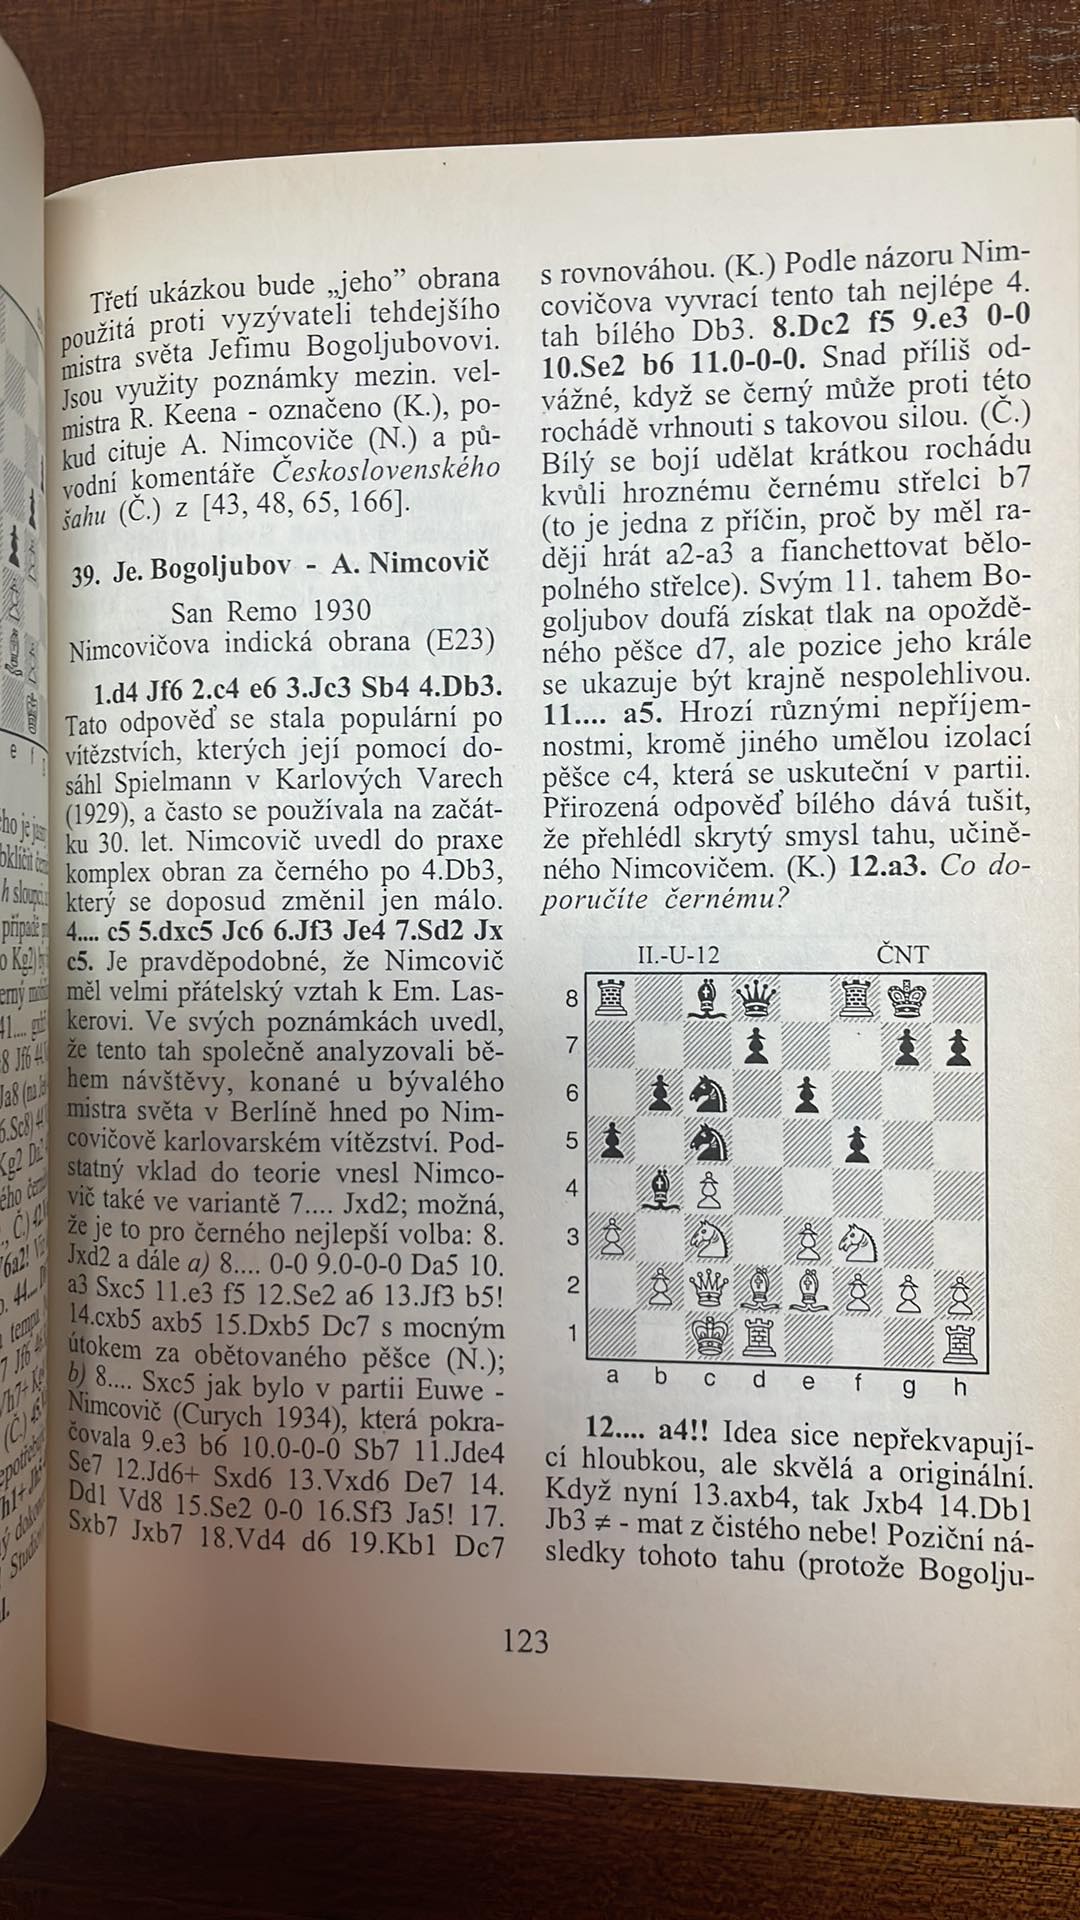 Třetí ukázkou bude „jeho” obrana
použitá proti vyzývateli tehdejšího
mistra světa Jefimu Bogoljubovovi.
Jsou využity poznámky mezin. vel-
mistra R. Keena - označeno (K.), po-
kud cituje A. Nimcoviče (N.) a pů-
vodní komentáře Československého
šahu (Č.) z [43, 48, 65, 166].
39. Je. Bogoljubov - A. Nimcovič
San Remo 1930
Nimcovičova indická obrana (E23)
1.d4 Jf6 2.c4 e6 3.Jc3 Sb4 4.Db3.
Tato odpověď se stala populární po
vítězstvích, kterých její pomocí do-
sáhl Spielmann v Karlových Varech
(1929), a často se používala na začát-
ku 30. let. Nimcovič uvedl do praxe
komplex obran za černého po 4.Db3,
který se doposud změnil jen málo.
4.... c5 5.dxc5 Jc6 6.Jf3 Je4 7.Sd2 Jx
c5. Je pravděpodobné, že Nimcovič
měl velmi přátelský vztah k Em. Las-
kerovi. Ve svých poznámkách uvedl,
že tento tah společně analyzovali bě-
hem návštěvy, konané u bývalého
mistra světa v Berlíně hned po Nim-
covičově karlovarském vítězství. Pod-
statný vklad do teorie vnesl Nimco-
vič také ve variantě 7.... Jxd2; možná,
že je to pro černého nejlepší volba: 8.
Jxd2 a dále a) 8.... 0-0 9.0-0-0 Da5 10.
a3 Sxc5 11.e3 f5 12.Se2 a6 13.Jf3 b5!
14.cxb5 axb5 15.Dxb5 Dc7 s mocným
útokem za obětovaného pěšce (N.);
b) 8.... Sxc5 jak bylo v partii Euwe -
Nimcovič (Curych 1934), která pokra-
čovala 9.e3 b6 10.0-0-0 Sb7 11.Jde4
Se7 12.Jd6+ Sxd6 13.Vxd6 De7 14.
Dd1 Vd8 15.Se2 0-0 16.Sf3 Ja5! 17.
Sxb7 Jxb7 18.Vd4 d6 19.Kb1 Dc7
s rovnováhou. (K.) Podle názoru Nim-
covičova vyvrací tento tah nejlépe 4.
tah bílého Db3. 8.Dc2 f5 9.e3 0-0
10.Se2 b6 11.0-0-0. Snad příliš od-
vážné, když se černý může proti této
rochádě vrhnouti s takovou silou. (Č.)
Bílý se bojí udělat krátkou rochádu
kvůli hroznému černému střelci b7
(to je jedna z příčin, proč by měl ra-
ději hrát a2-a3 a fianchettovat bělo-
polného střelce). Svým 11. tahem Bo-
goljubov doufá získat tlak na opoždě-
ného pěšce d7, ale pozice jeho krále
se ukazuje být krajně nespolehlivou.
11.... a5. Hrozí různými nepříjem-
nostmi, kromě jiného umělou izolací
pěšce c4, která se uskuteční v partii.
Přirozená odpověď bílého dává tušit,
že přehlédl skrytý smysl tahu, učině-
ného Nimcovičem. (K.) 12.a3. Co do-
poručíte černému?
II.-U-12 ČNT
8
7
6
5
4
3
2
1
a b c d e f g h
12.... a4!! Idea sice nepřekvapují-
cí hloubkou, ale skvělá a originální.
Když nyní 13.axb4, tak Jxb4 14.Db1
Jb3 ≠ - mat z čistého nebe! Poziční ná-
sledky tohoto tahu (protože Bogolju-
123